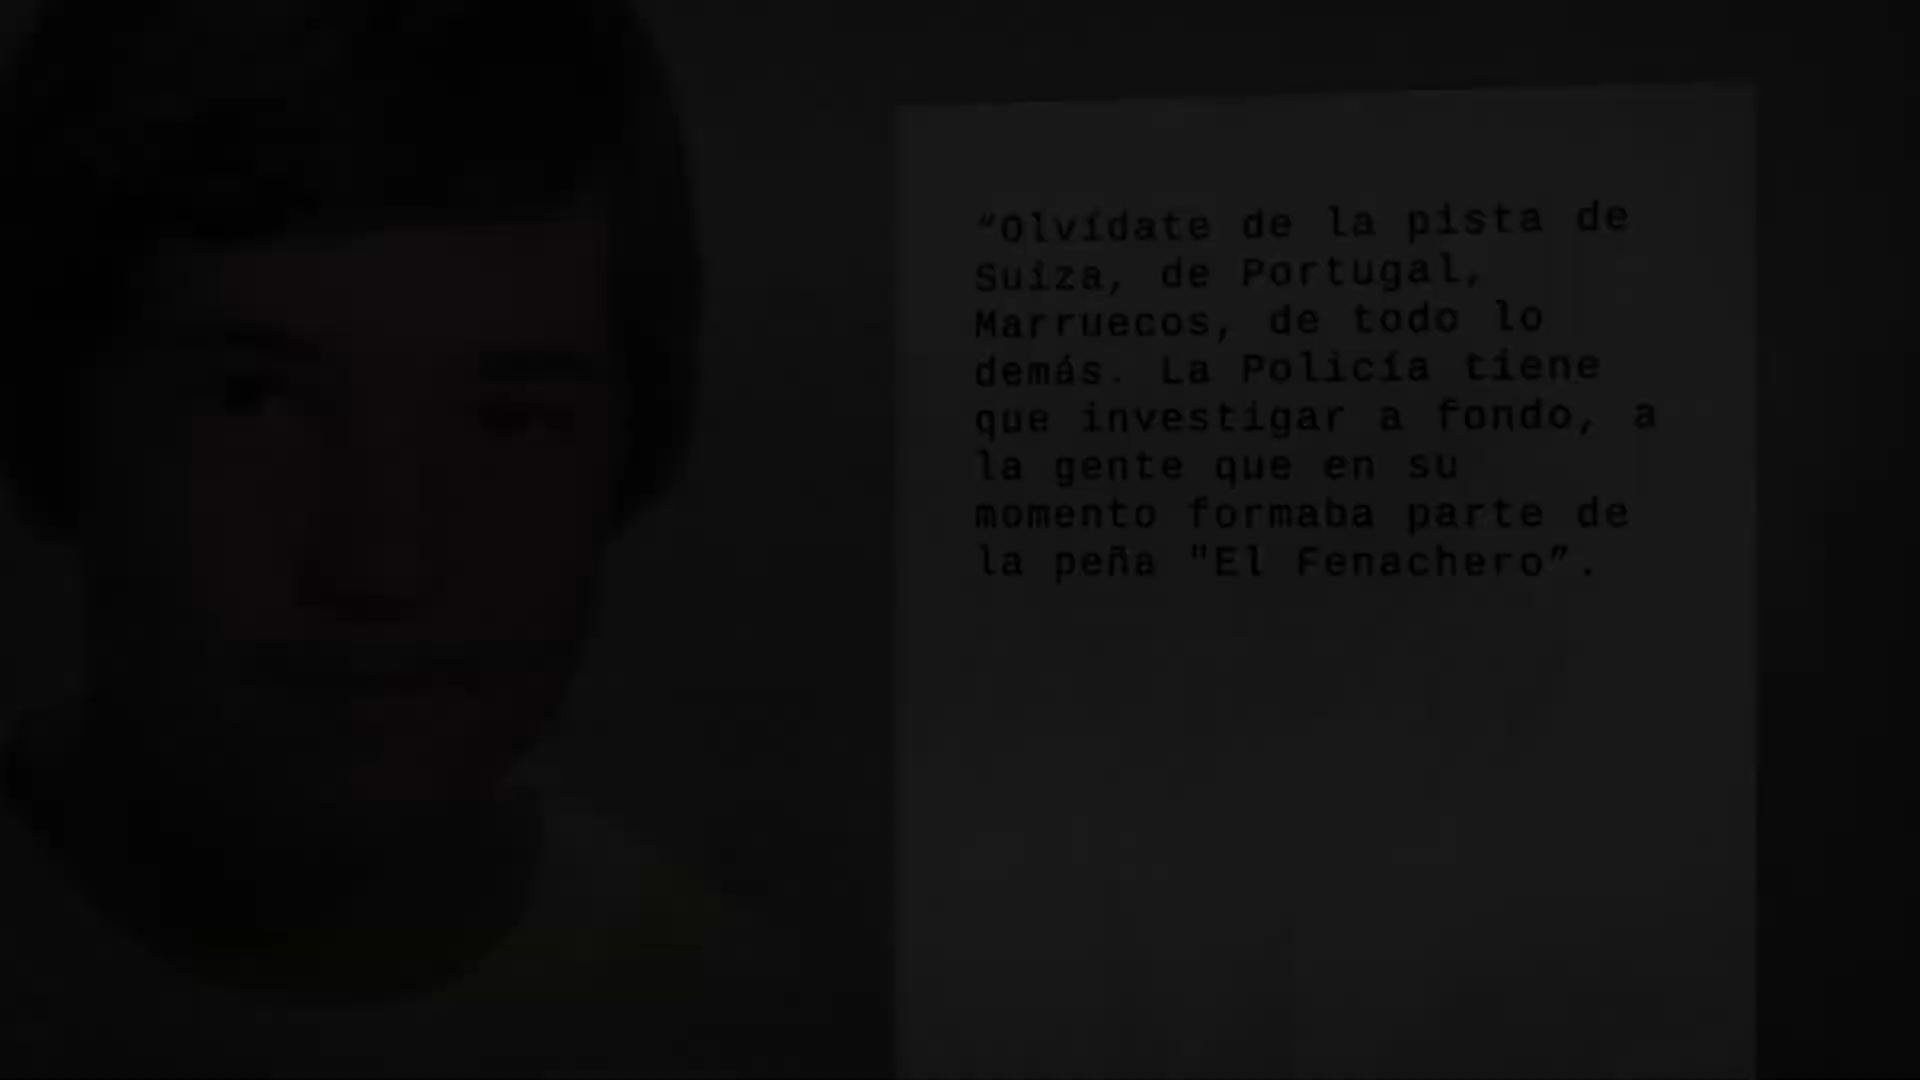 “Olvídate de la pista de
Suiza, de Portugal,
Marruecos, de todo lo
demás. La Policía tiene
que investigar a fondo, a
la gente que en su
momento formaba parte de
la peña "El Fenachero”.